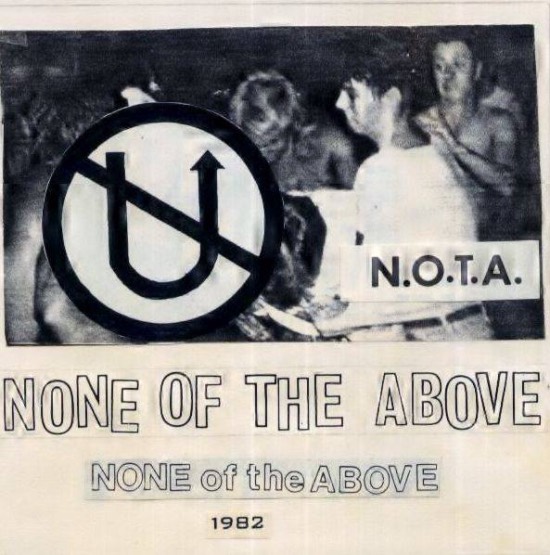 N.O.T.A.
NONE OF THE ABOVE
NONE of the ABOVE
1982